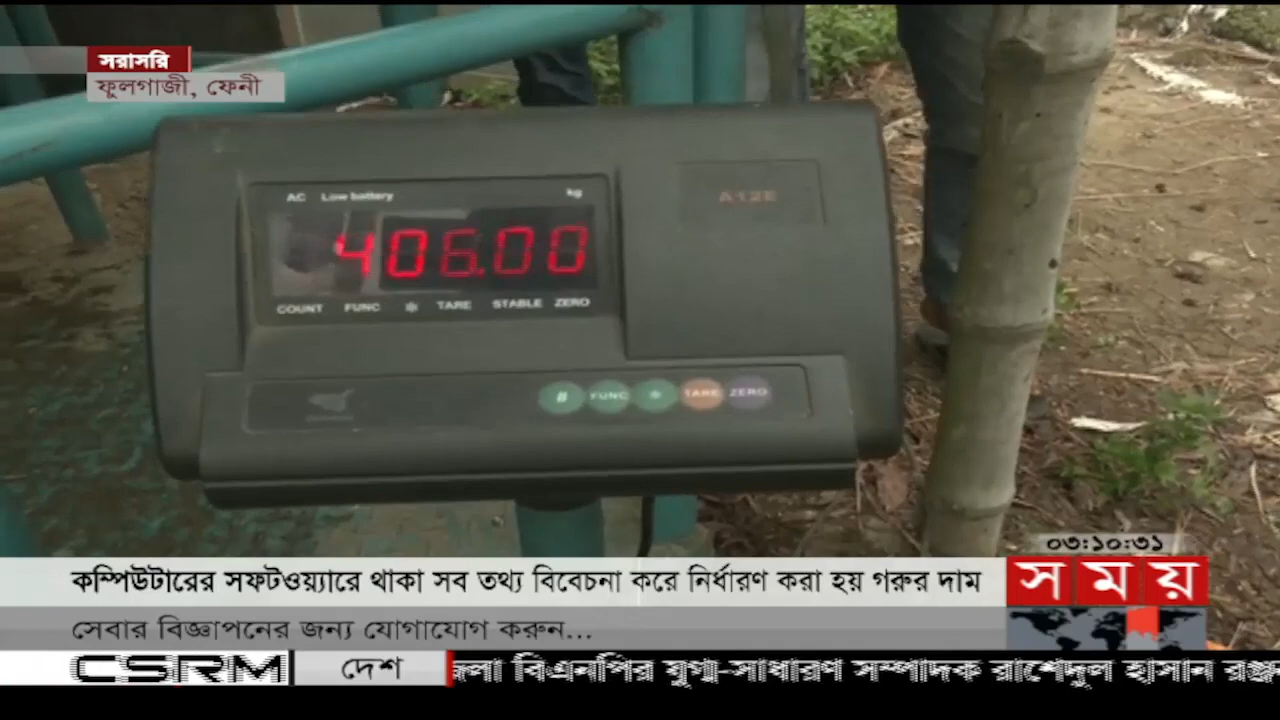 সরাসরি
ফুলগাজী, ফেনী
AC Low battery kg
406.00
COUNT FUNC * TARE STABLE ZERO
A12E
# FUNC * TARE ZERO
০৩:১০:৩১
কম্পিউটারের সফটওয়্যারে থাকা সব তথ্য বিবেচনা করে নির্ধারণ করা হয় গরুর দাম
সময়
সেবার বিজ্ঞাপনের জন্য যোগাযোগ করুন...
CSRM দেশ বিএনপির যুগ্ম-সাধারণ সম্পাদক রাশেদুল হাসান